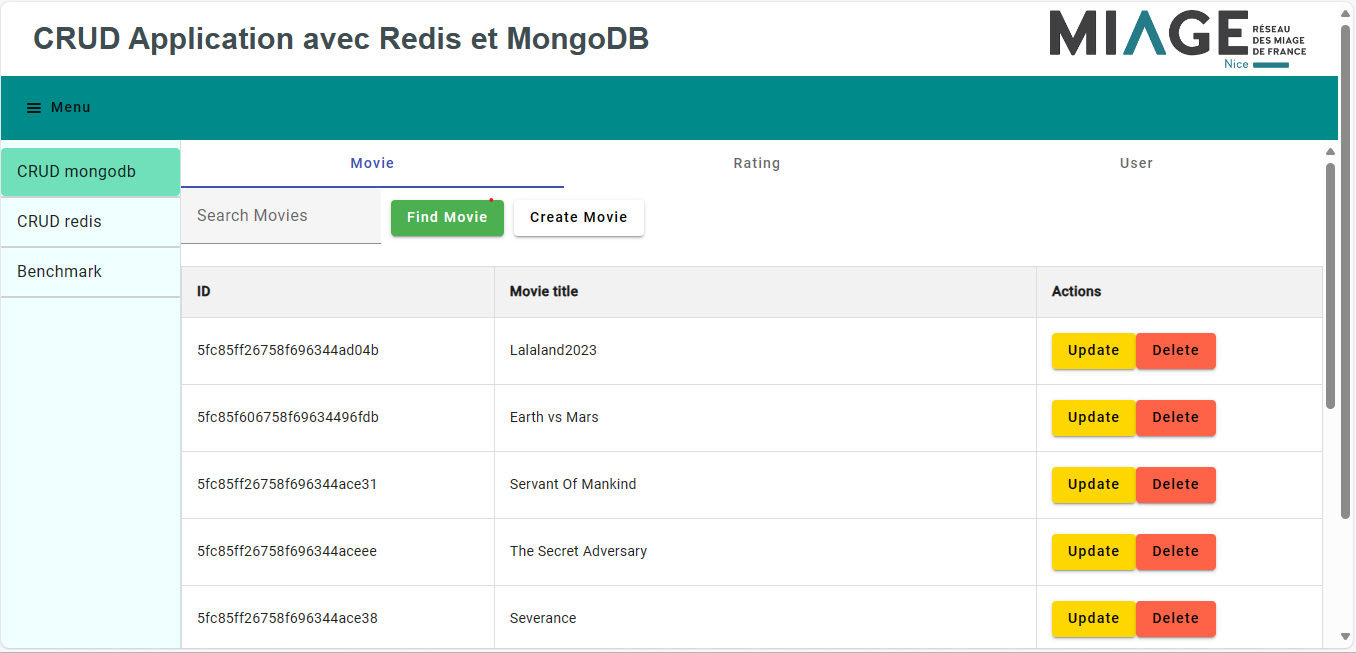 CRUD Application avec Redis et MongoDB
MIAGE
RÉSEAU
DES MIAGE
DE FRANCE
Nice
Menu
CRUD mongodb
CRUD redis
Benchmark
Movie Rating User
Search Movies Find Movie Create Movie
ID Movie title Actions
5fc85ff26758f696344ad04b Lalaland2023 Update Delete
5fc85f606758f69634496fdb Earth vs Mars Update Delete
5fc85ff26758f696344ace31 Servant Of Mankind Update Delete
5fc85ff26758f696344aceee The Secret Adversary Update Delete
5fc85ff26758f696344ace38 Severance Update Delete